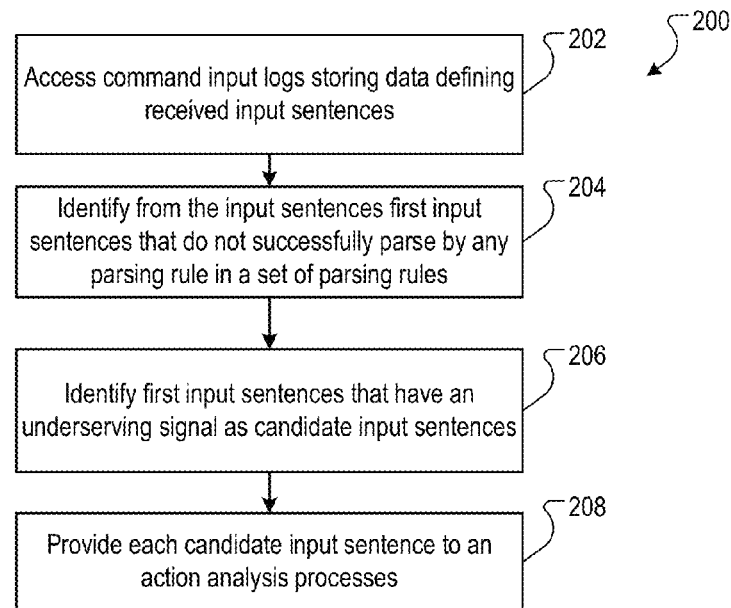 200
202
Access command input logs storing data defining
received input sentences
204
Identify from the input sentences first input
sentences that do not successfully parse by any
parsing rule in a set of parsing rules
206
Identify first input sentences that have an
underserving signal as candidate input sentences
208
Provide each candidate input sentence to an
action analysis processes